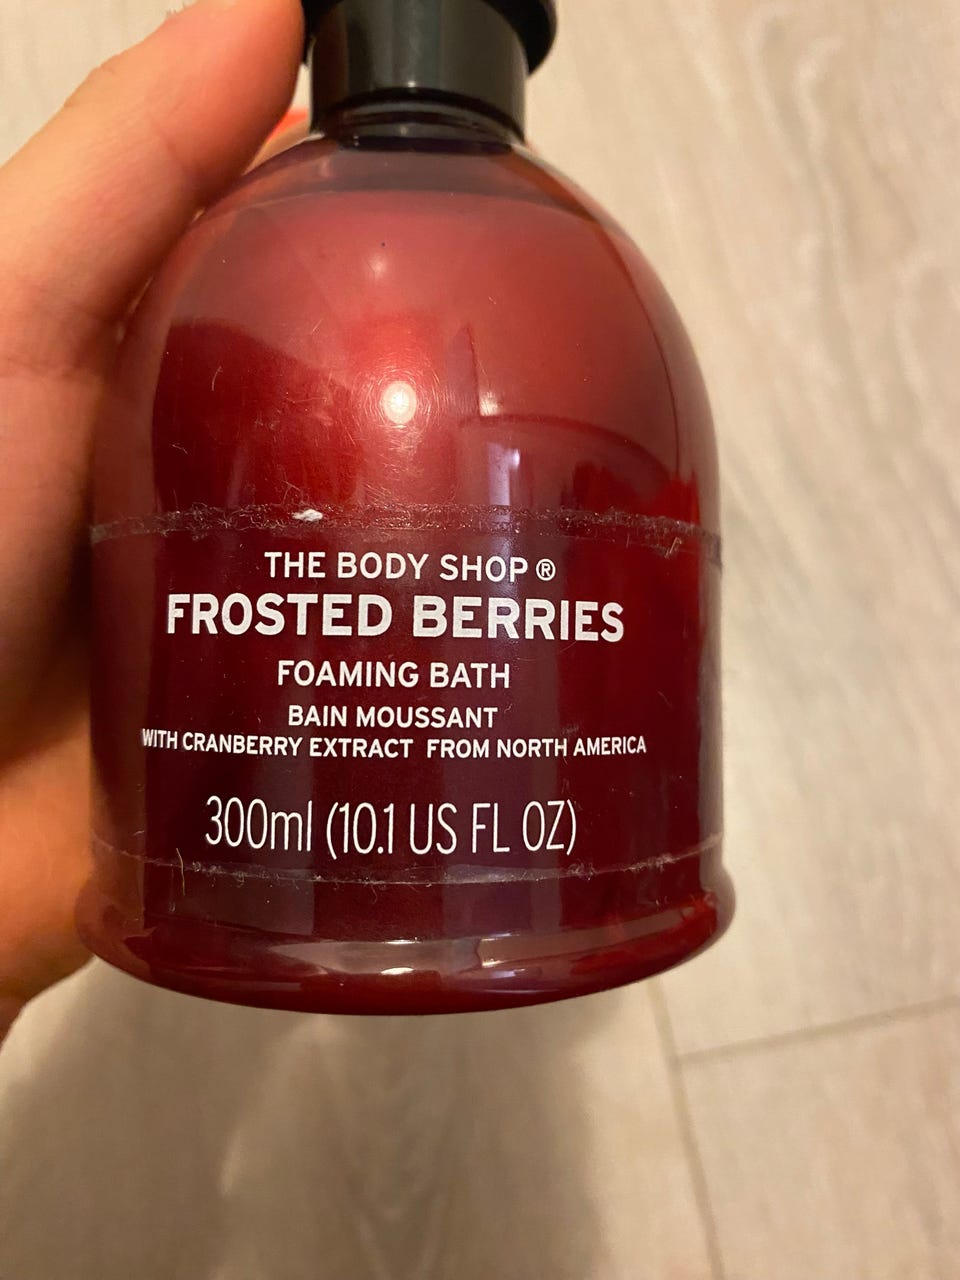 THE BODY SHOP ®
FROSTED BERRIES
FOAMING BATH
BAIN MOUSSANT
WITH CRANBERRY EXTRACT FROM NORTH AMERICA
300ml (10.1 US FL OZ)